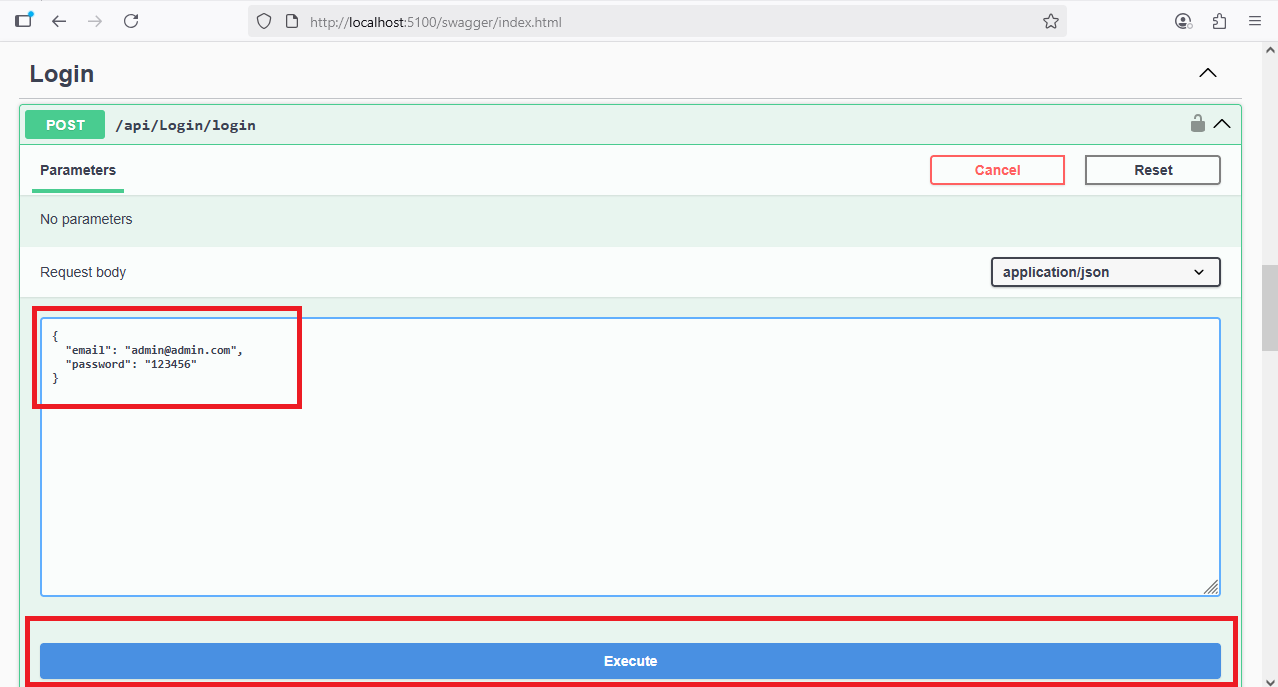 http://localhost:5100/swagger/index.html
Login
POST /api/Login/login
Parameters Cancel Reset
No parameters
Request body application/json
{
"email": "admin@admin.com",
"password": "123456"
}
Execute